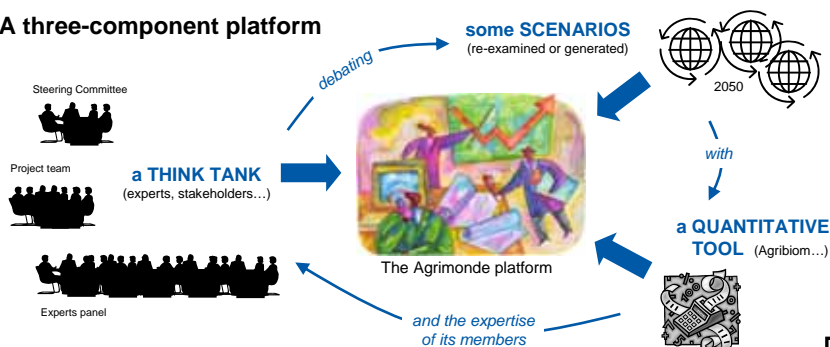 A three-component platform
some SCENARIOS
(re-examined or generated)
debating
2050
Steering Committee
Project team
a THINK TANK
(experts, stakeholders…)
with
a QUANTITATIVE
TOOL (Agribiom…)
The Agrimonde platform
Experts panel
and the expertise
of its members